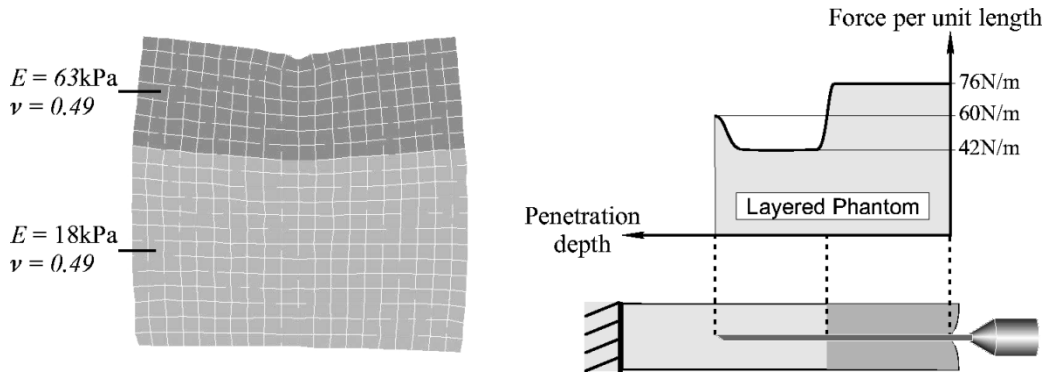 E = 63kPa
ν = 0.49
E = 18kPa
ν = 0.49
Force per unit length
76N/m
60N/m
42N/m
Layered Phantom
Penetration
depth